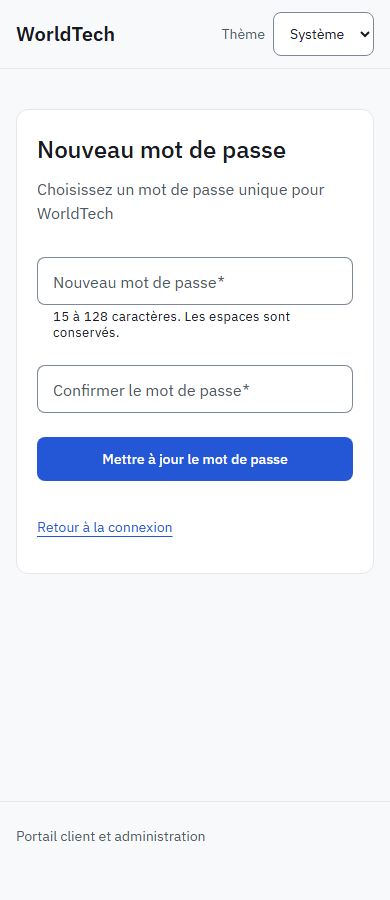 WorldTech
Thème
Système
Nouveau mot de passe
Choisissez un mot de passe unique pour
WorldTech
Nouveau mot de passe*
15 à 128 caractères. Les espaces sont
conservés.
Confirmer le mot de passe*
Mettre à jour le mot de passe
Retour à la connexion
Portail client et administration